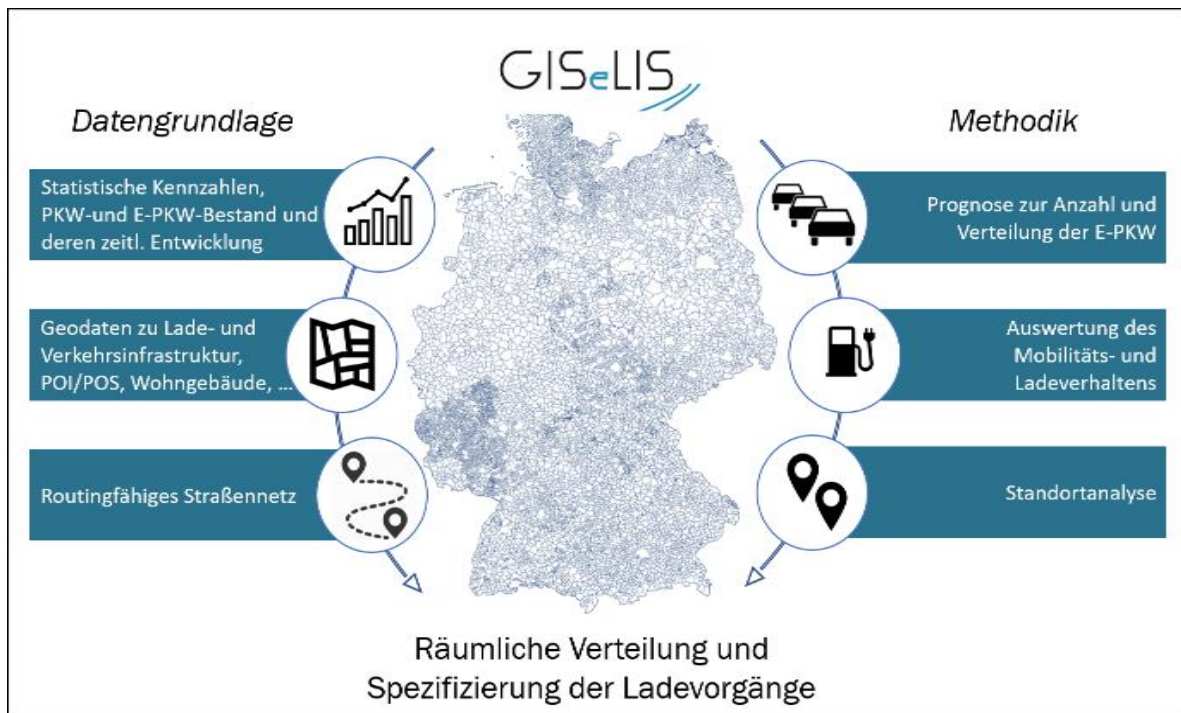 GISeLIS
Datengrundlage
Statistische Kennzahlen,
PKW-und E-PKW-Bestand und
deren zeitl. Entwicklung
Geodaten zu Lade- und
Verkehrsinfrastruktur,
POI/POS, Wohngebäude, ...
Routingfähiges Straßennetz
Methodik
Prognose zur Anzahl und
Verteilung der E-PKW
Auswertung des
Mobilitäts- und
Ladeverhaltens
Standortanalyse
Räumliche Verteilung und
Spezifizierung der Ladevorgänge